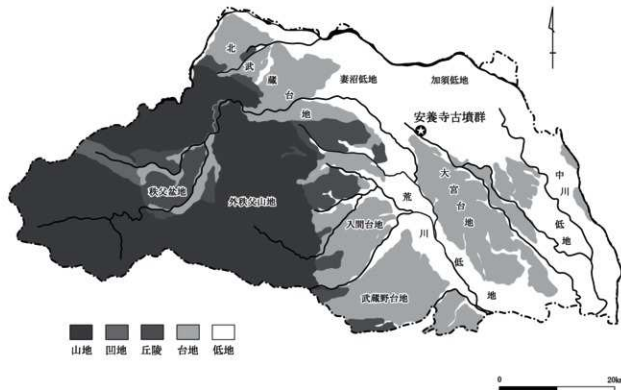 北武蔵台地
妻沼低地
加須低地
安養寺古墳群
秩父盆地
外秩父山地
大宮台地
中川低地
荒川低地
入間台地
武蔵野台地
山地
凹地
丘陵
台地
低地
0
20km